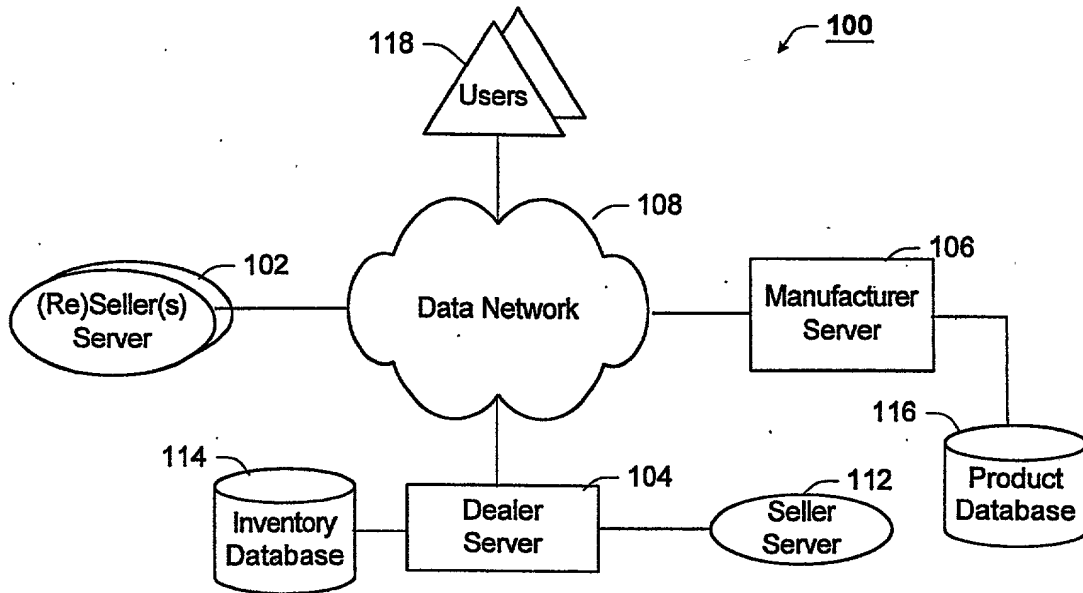 100
118
Users
108
102
(Re)Seller(s)
Server
Data Network
106
Manufacturer
Server
116
Product
Database
114
Inventory
Database
104
Dealer
Server
112
Seller
Server